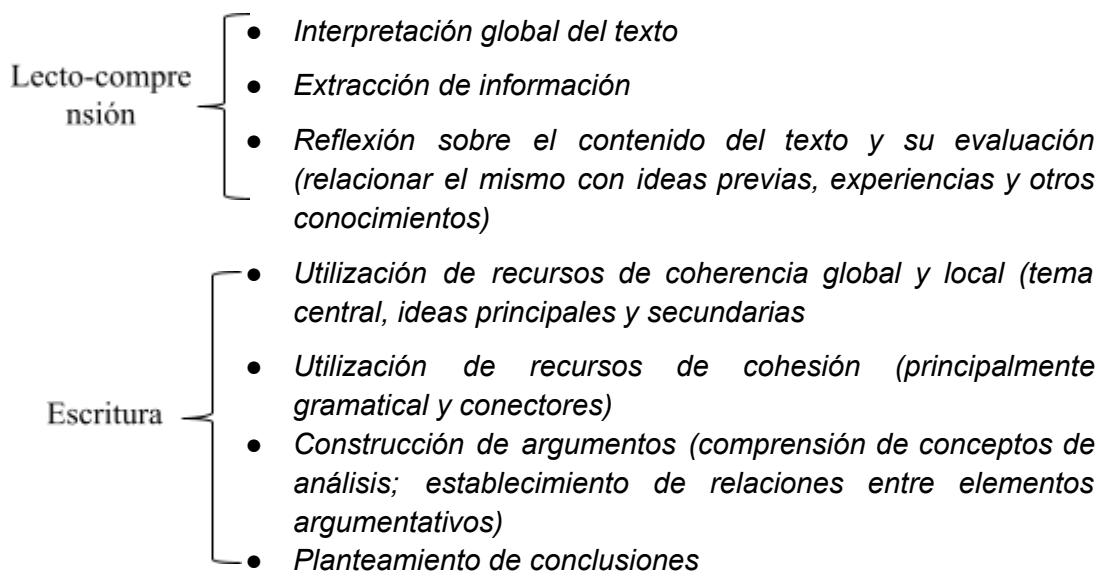 Lecto-compre
nsión
● Interpretación global del texto
● Extracción de información
● Reflexión sobre el contenido del texto y su evaluación
(relacionar el mismo con ideas previas, experiencias y otros
conocimientos)
Escritura
● Utilización de recursos de coherencia global y local (tema
central, ideas principales y secundarias
● Utilización de recursos de cohesión (principalmente
gramatical y conectores)
● Construcción de argumentos (comprensión de conceptos de
análisis; establecimiento de relaciones entre elementos
argumentativos)
● Planteamiento de conclusiones